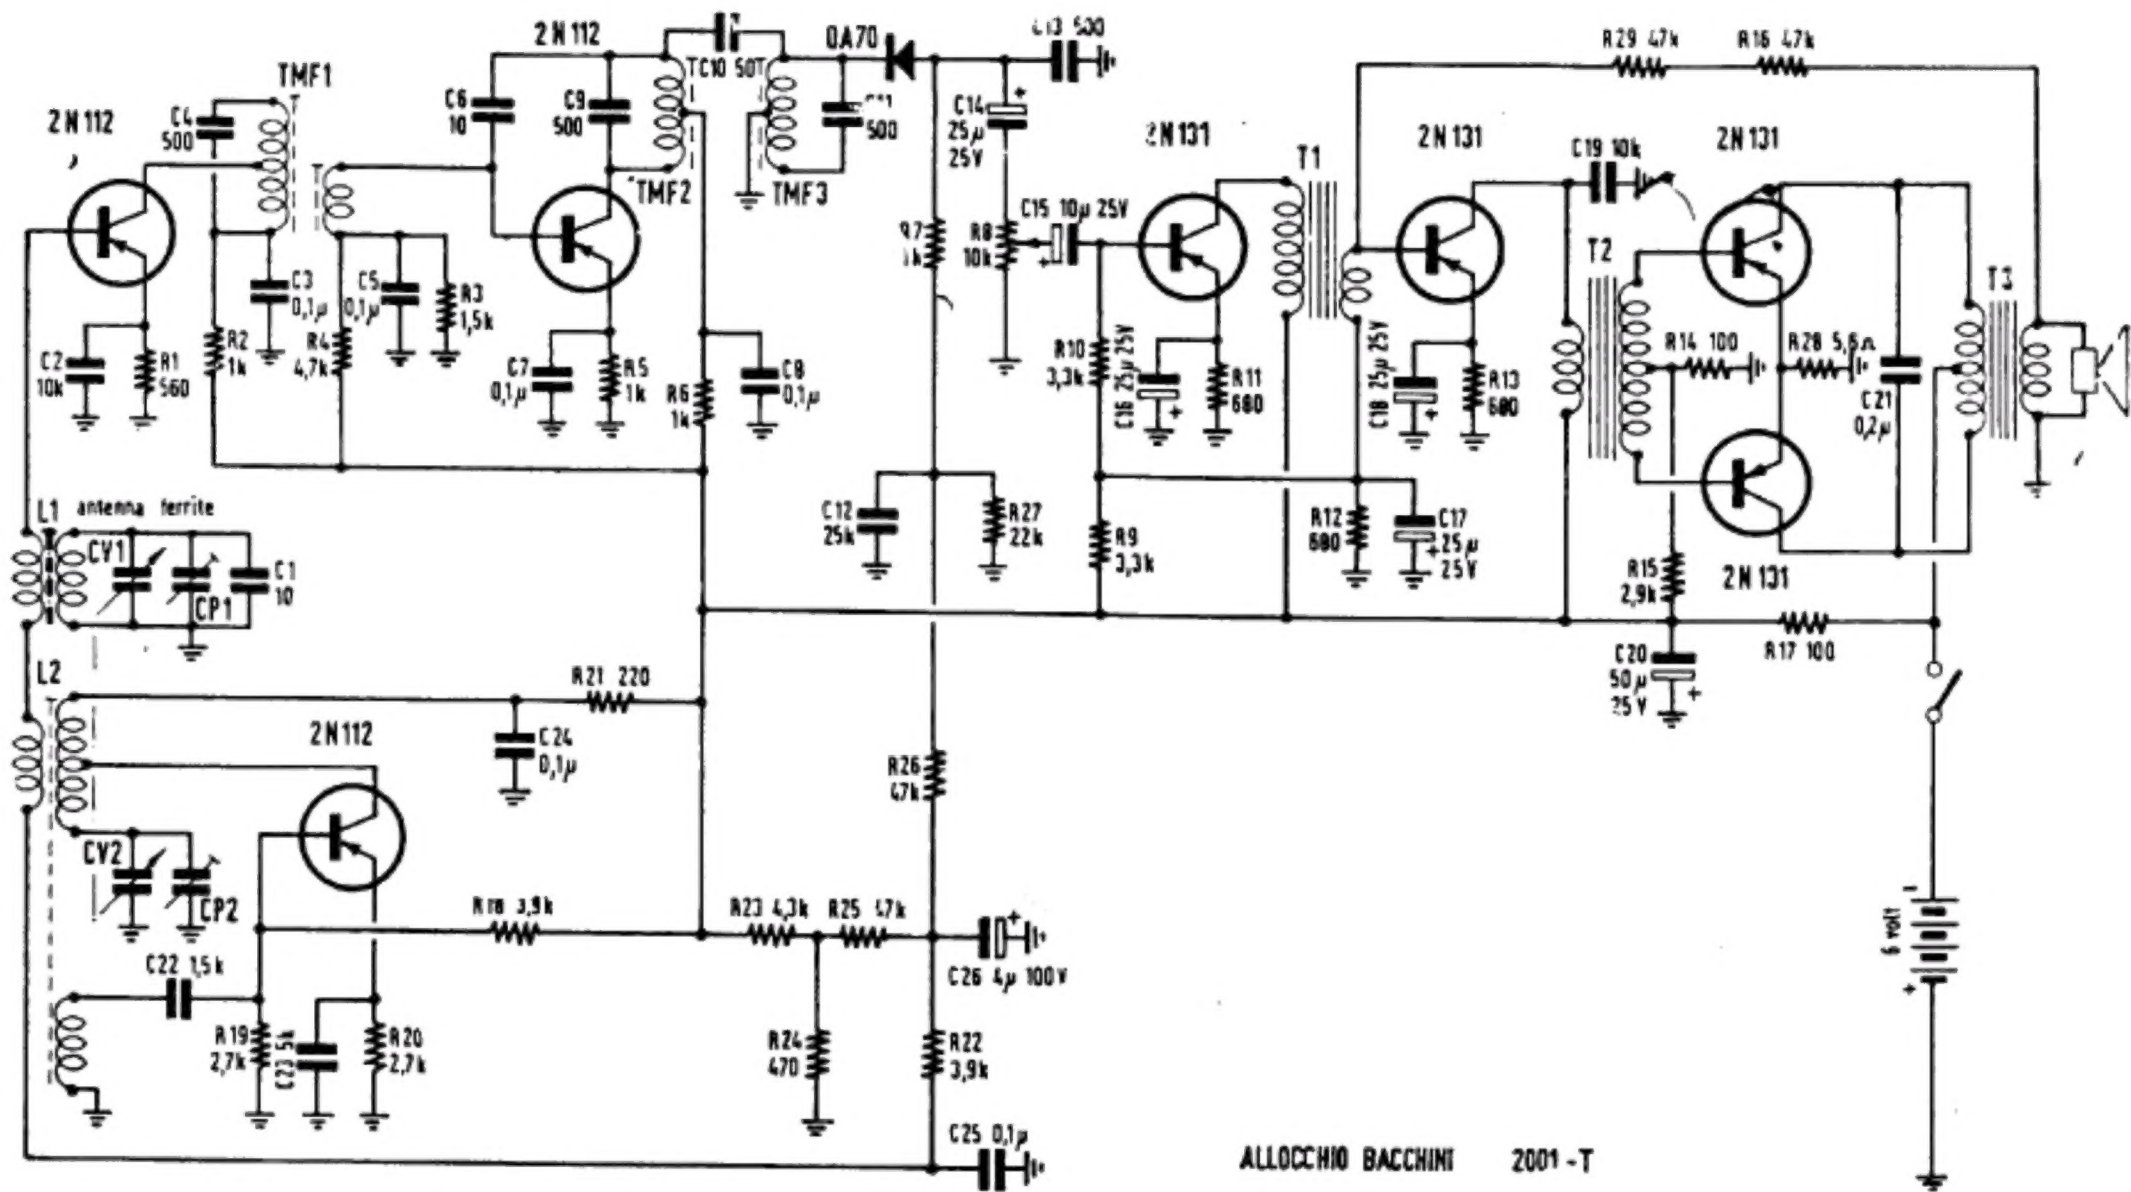 2N112
TMF1
C4
500
2N112
C6
10
C9
500
C10 50
TMF2
TMF3
OA70
500
500
C14
25µ
25V
2N131
T1
2N131
C19 10k
2N131
R29 47k
R16 47k
C3
0,1µ
C5
0,1µ
R3
1,5k
R2
1k
R4
4,7k
C2
10k
R1
560
C7
0,1µ
R5
1k
R6
1k
C8
0,1µ
R8
10k
C15 10µ 25V
R10
3,3k
C16 25µ 25V
R11
680
C18 25µ 25V
R13
680
T2
R14 100
R28 5,6Ω
C21
0,2µ
T3
L1 antenna ferrite
CV1
CP1
C1
10
C12
25k
R27
22k
R9
3,3k
R12
680
C17
25µ
25V
R15
2,9k
2N131
R17 100
C20
50µ
25V
L2
R21 220
C24
0,1µ
2N112
CV2
CP2
R26
47k
R18 3,9k
R23 4,3k
R25 47k
C26 4µ 100V
C22 1,5k
R19
2,7k
C23 5k
R20
2,7k
R24
470
R22
3,9k
C25 0,1µ
6 volt
ALLOCCHIO BACCHINI 2001-T